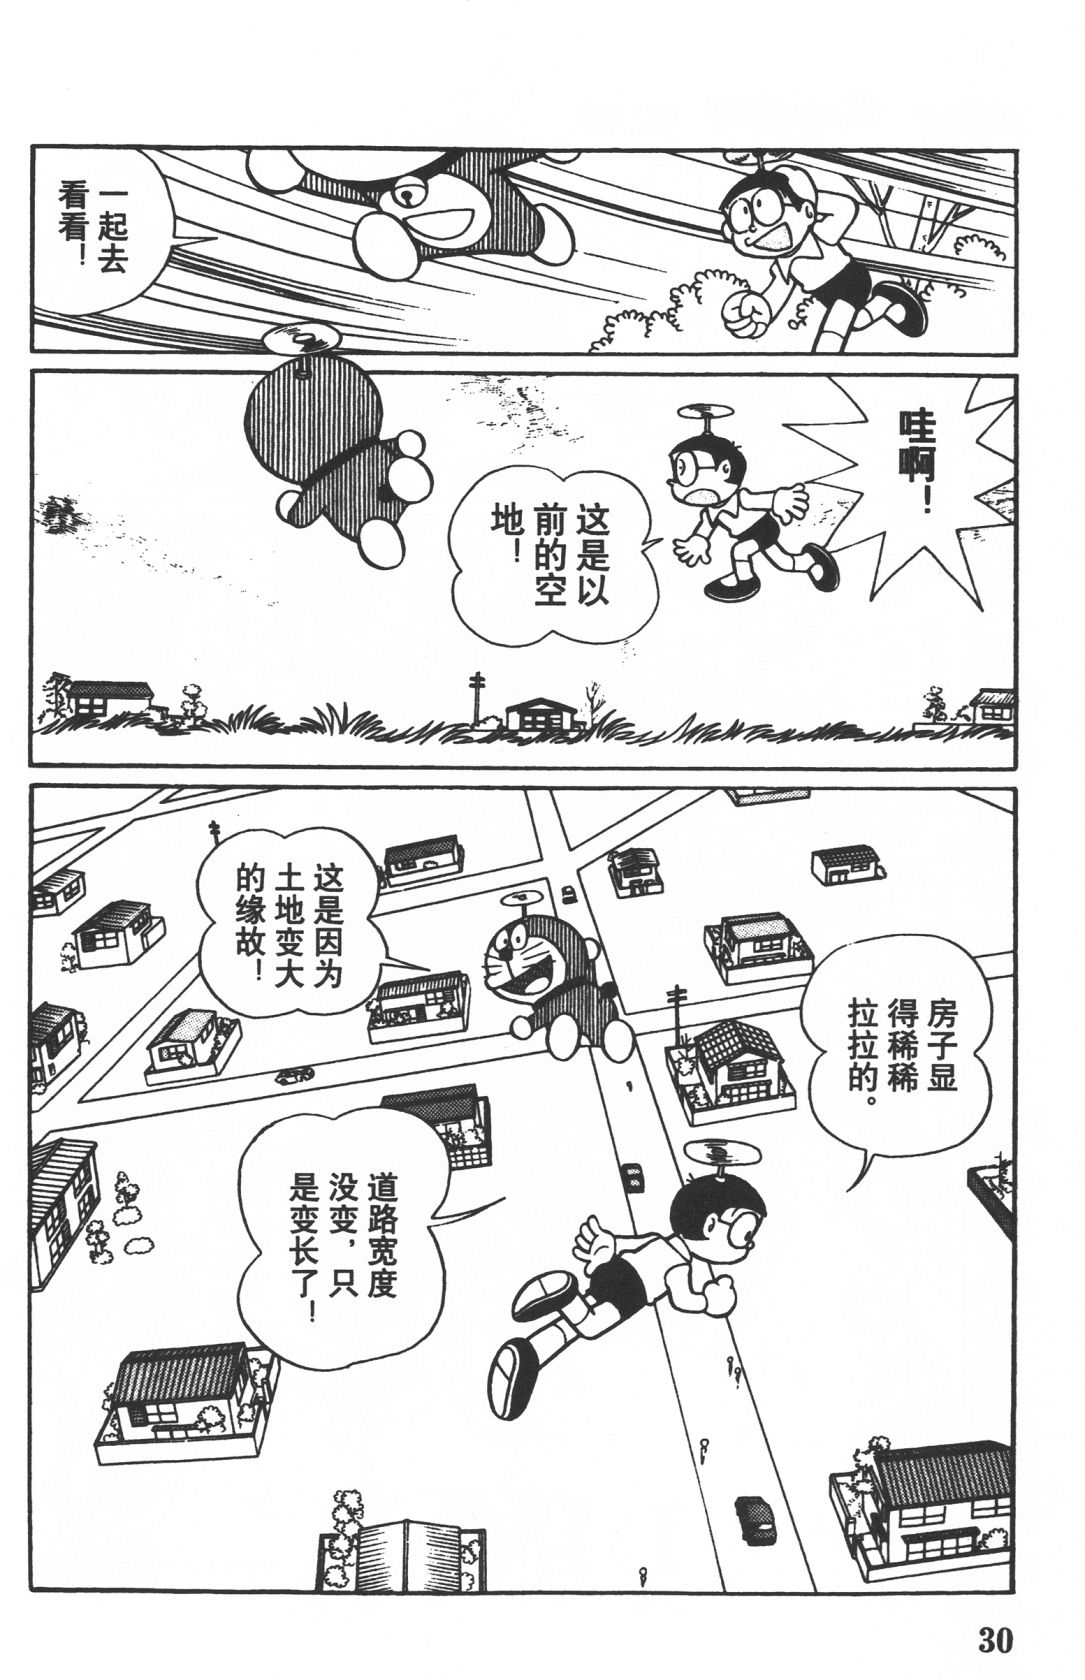 一起去
看看！
哇啊！
这是以
前的空
地！
房子显
得稀稀
拉拉的。
这是因为
土地变大
的缘故！
道路宽度
没变，只
是变长了！
30